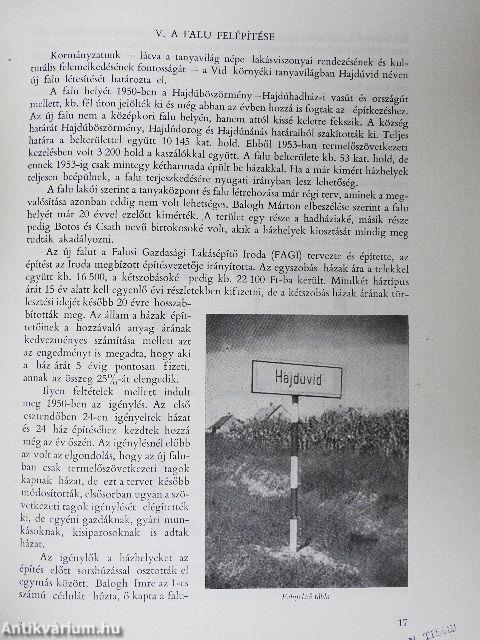 V. A FALU FELÉPÍTÉSE
Kormányzatunk — látva a tanyavilág népe lakásviszonyai rendezésének és kul-
turális felemelkedésének fontosságát — a Vid környéki tanyavilágban Hajdúvid néven
új falu létesítését határozta el.
A falu helyét 1950-ben a Hajdúböszörmény—Hajdúhadház-i vasút és országút
mellett, kb. fél úton jelölték ki és még abban az évben hozzá is fogtak az építkezéshez.
Az új falu nem a középkori falu helyén, hanem attól kissé keletre fekszik. A község
határát Hajdúböszörmény, Hajdúdorog és Hajdúnánás határaiból szakították ki. Teljes
határa a belterülettel együtt 10 145 kat. hold. Ebből 1953-ban termelőszövetkezeti
kezelésben volt 3 200 hold a kaszálókkal együtt. A falu belterülete kb. 53 kat. hold, de
ennek 1953-ig csak mintegy kétharmada épült be házakkal. Ha a már kimért házhelyek
teljesen beépülnek, a falu terjeszkedésére nyugati irányban lesz lehetőség.
A falu lakói szerint a tanyaközpont és falu létrehozása már régi terv, aminek a meg-
valósítása azonban eddig nem volt lehetséges. Balogh Márton elbeszélése szerint a falu
helyét már 20 évvel ezelőtt kimérték. A terület egy része a hadháziaké, másik része
pedig Botos és Csath nevű birtokosoké volt, akik a házhelyek kiosztását mindig meg
tudták akadályozni.
Az új falut a Falusi Gazdasági Lakásépítő Iroda (FAGI) tervezte és építette, az
építést az Iroda megbízott építésvezetője irányította. Az egyszobás házak ára a telekkel
együtt kb. 16 500, a kétszobásoké pedig kb. 22 100 Ft-ba került. Mindkét háztípus
árát 15 év alatt kell egyenlő évi részletekben kifizetni, de a kétszobás házak árának tör-
lesztési idejét később 20 évre hosszab-
bították meg. Az állam a házak épít-
tetőinek a hozzávaló anyag árának
kedvezményes számítása mellett azt
az engedményt is megadta, hogy aki
a ház árát 5 évig pontosan fizeti,
annak az összeg 25%-át elengedik.
Ilyen feltételek mellett indult
meg 1950-ben az igénylés. Az első
esztendőben 24-en igényeltek házat
és 24 ház építéséhez kezdtek hozzá
még az év őszén. Az igénylésnél előbb
az volt az elgondolás, hogy az új falu-
ban csak termelőszövetkezeti tagok
kapnak házat, de ezt a tervet később
módosították, elsősorban ugyan a szö-
vetkezeti tagok igénylését elégítették
ki, de egyéni gazdáknak, gyári mun-
kásoknak, kisiparosoknak is adtak
házat.
Az igénylők a házhelyeket az
építés előtt sorshúzással osztották el
egymás között. Balogh Imre az 1-es
számú cédulát húzta, ő kapta a falu-
Hajdúvid
Falujelző tábla
17
Antikvárium.hu